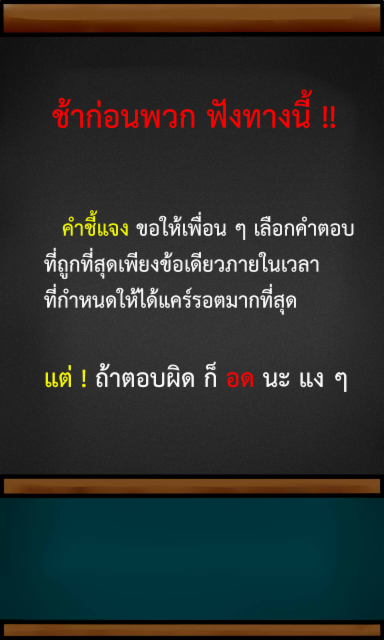 ช้าก่อนพวก ฟังทางนี้ !!
คำชี้แจง ขอให้เพื่อน ๆ เลือกคำตอบ
ที่ถูกที่สุดเพียงข้อเดียวภายในเวลา
ที่กำหนดให้ได้แคร์รอตมากที่สุด
แต่ ! ถ้าตอบผิด ก็ อด นะ แง ๆ